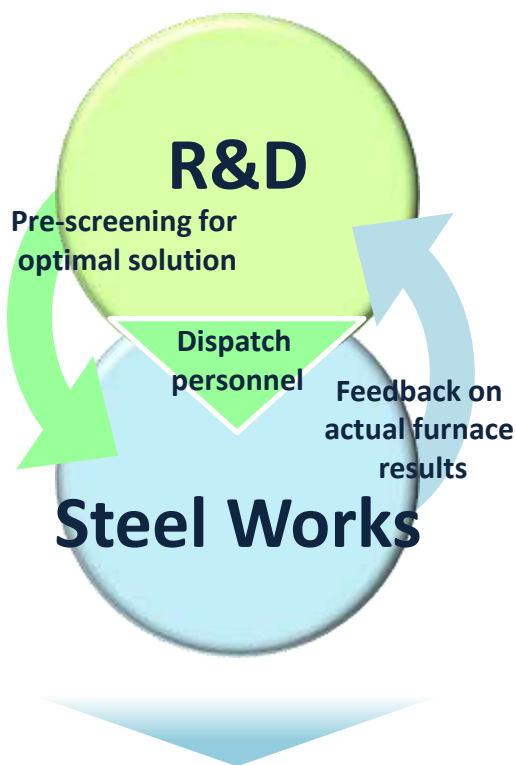 R&D
Pre-screening for
optimal solution
Dispatch
personnel
Feedback on
actual furnace
results
Steel Works